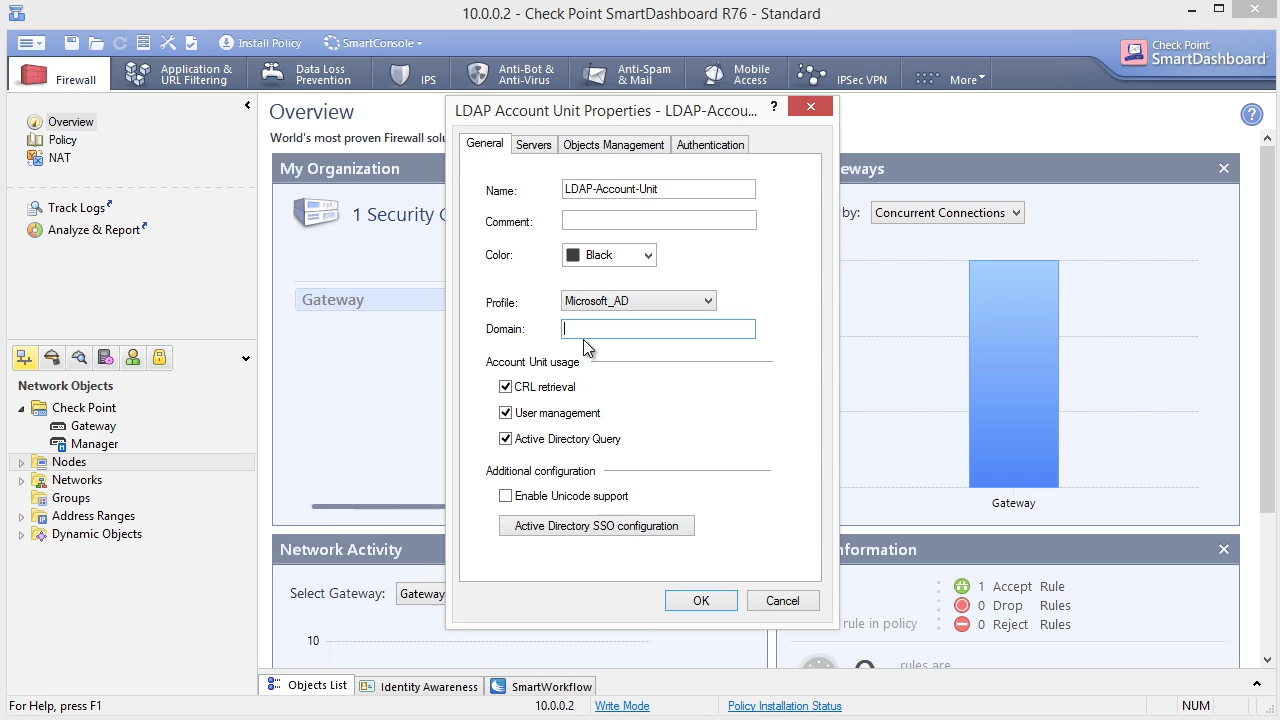 10.0.0.2 - Check Point SmartDashboard R76 - Standard
Install Policy
SmartConsole
Check Point
SmartDashboard
Firewall
Application &
URL Filtering
Data Loss
Prevention
IPS
Anti-Bot &
Anti-Virus
Anti-Spam
& Mail
Mobile
Access
IPSec VPN
More
Overview
Policy
NAT
Track Logs
Analyze & Report
Network Objects
Check Point
Gateway
Manager
Nodes
Networks
Groups
Address Ranges
Dynamic Objects
Overview
World's most proven Firewall
My Organization
1 Security
Gateway
Network Activity
Select Gateway: Gateway
10
LDAP Account Unit Properties - LDAP-Accou...
?
General
Servers
Objects Management
Authentication
Name: LDAP-Account-Unit
Comment:
Color: Black
Profile: Microsoft_AD
Domain:
Account Unit usage
CRL retrieval
User management
Active Directory Query
Additional configuration
Enable Unicode support
Active Directory SSO configuration
OK
Cancel
by: Concurrent Connections
Gateway
1 Accept Rule
0 Drop Rules
0 Reject Rules
rule in policy
rules are
Objects List
Identity Awareness
SmartWorkflow
For Help, press F1
10.0.0.2
Write Mode
Policy Installation Status
NUM